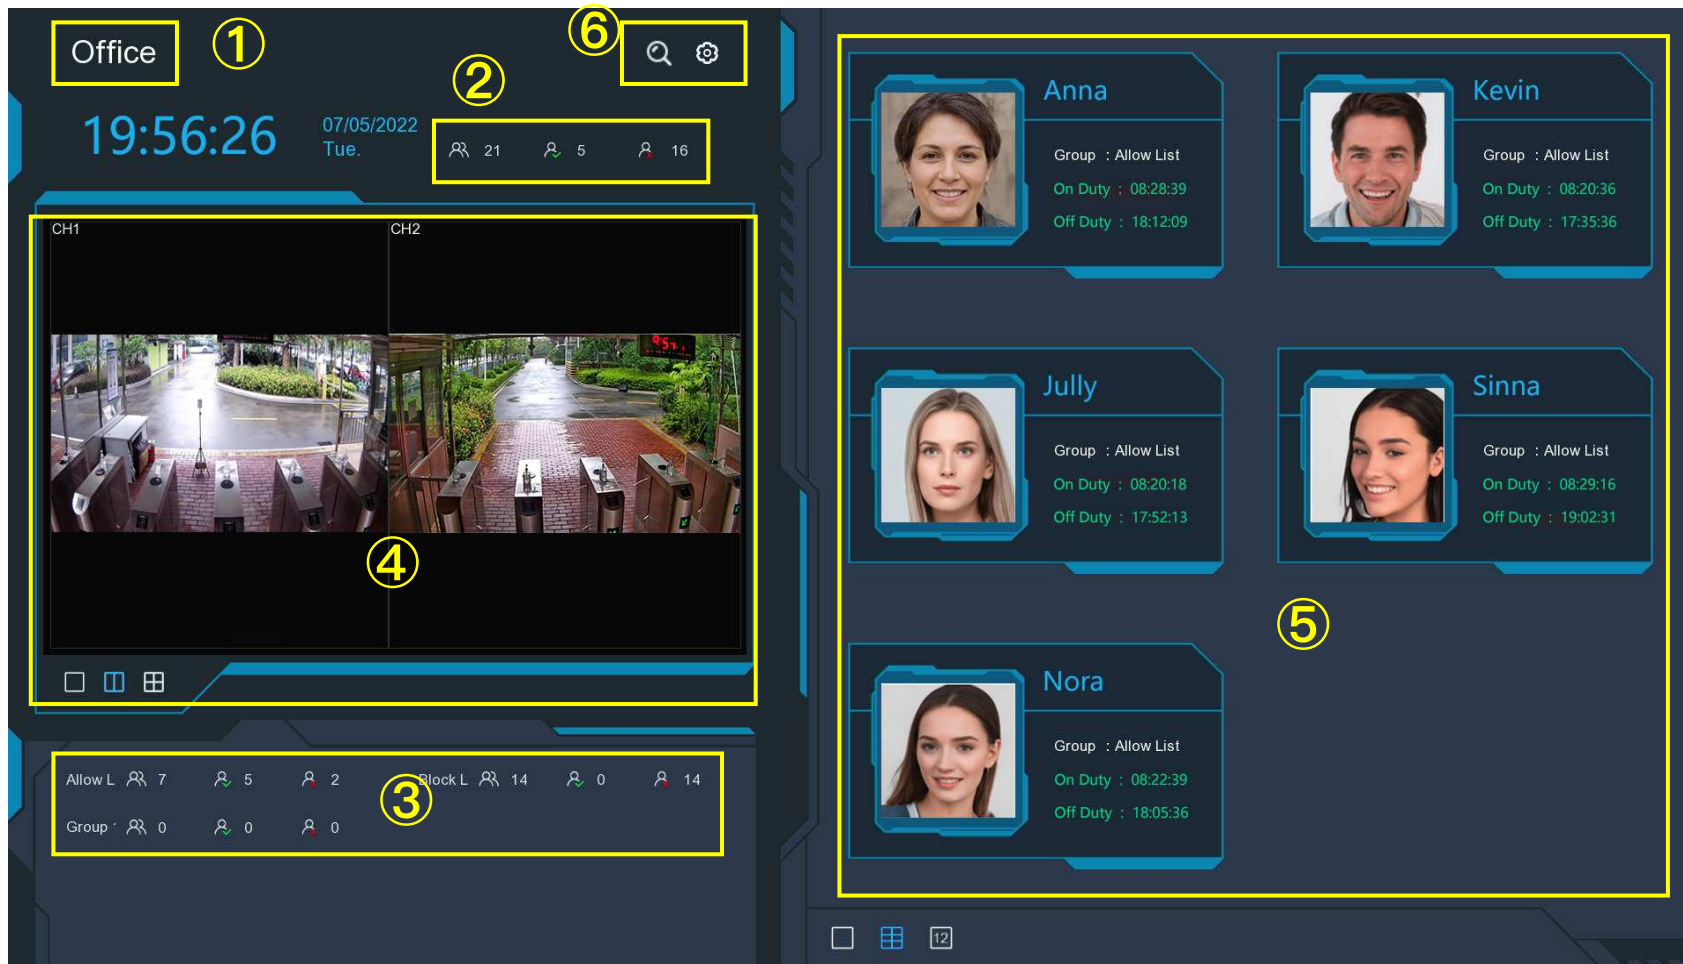 Office
①
⑥
②
19:56:26
07/05/2022
Tue.
21 5 16
CH1
CH2
④
Allow L 7 5 2
③
Block L 14 0 14
Group 0 0 0
Anna
Group : Allow List
On Duty : 08:28:39
Off Duty : 18:12:09
Kevin
Group : Allow List
On Duty : 08:20:36
Off Duty : 17:35:36
Jully
Group : Allow List
On Duty : 08:20:18
Off Duty : 17:52:13
Sinna
Group : Allow List
On Duty : 08:29:16
Off Duty : 19:02:31
⑤
Nora
Group : Allow List
On Duty : 08:22:39
Off Duty : 18:05:36
12